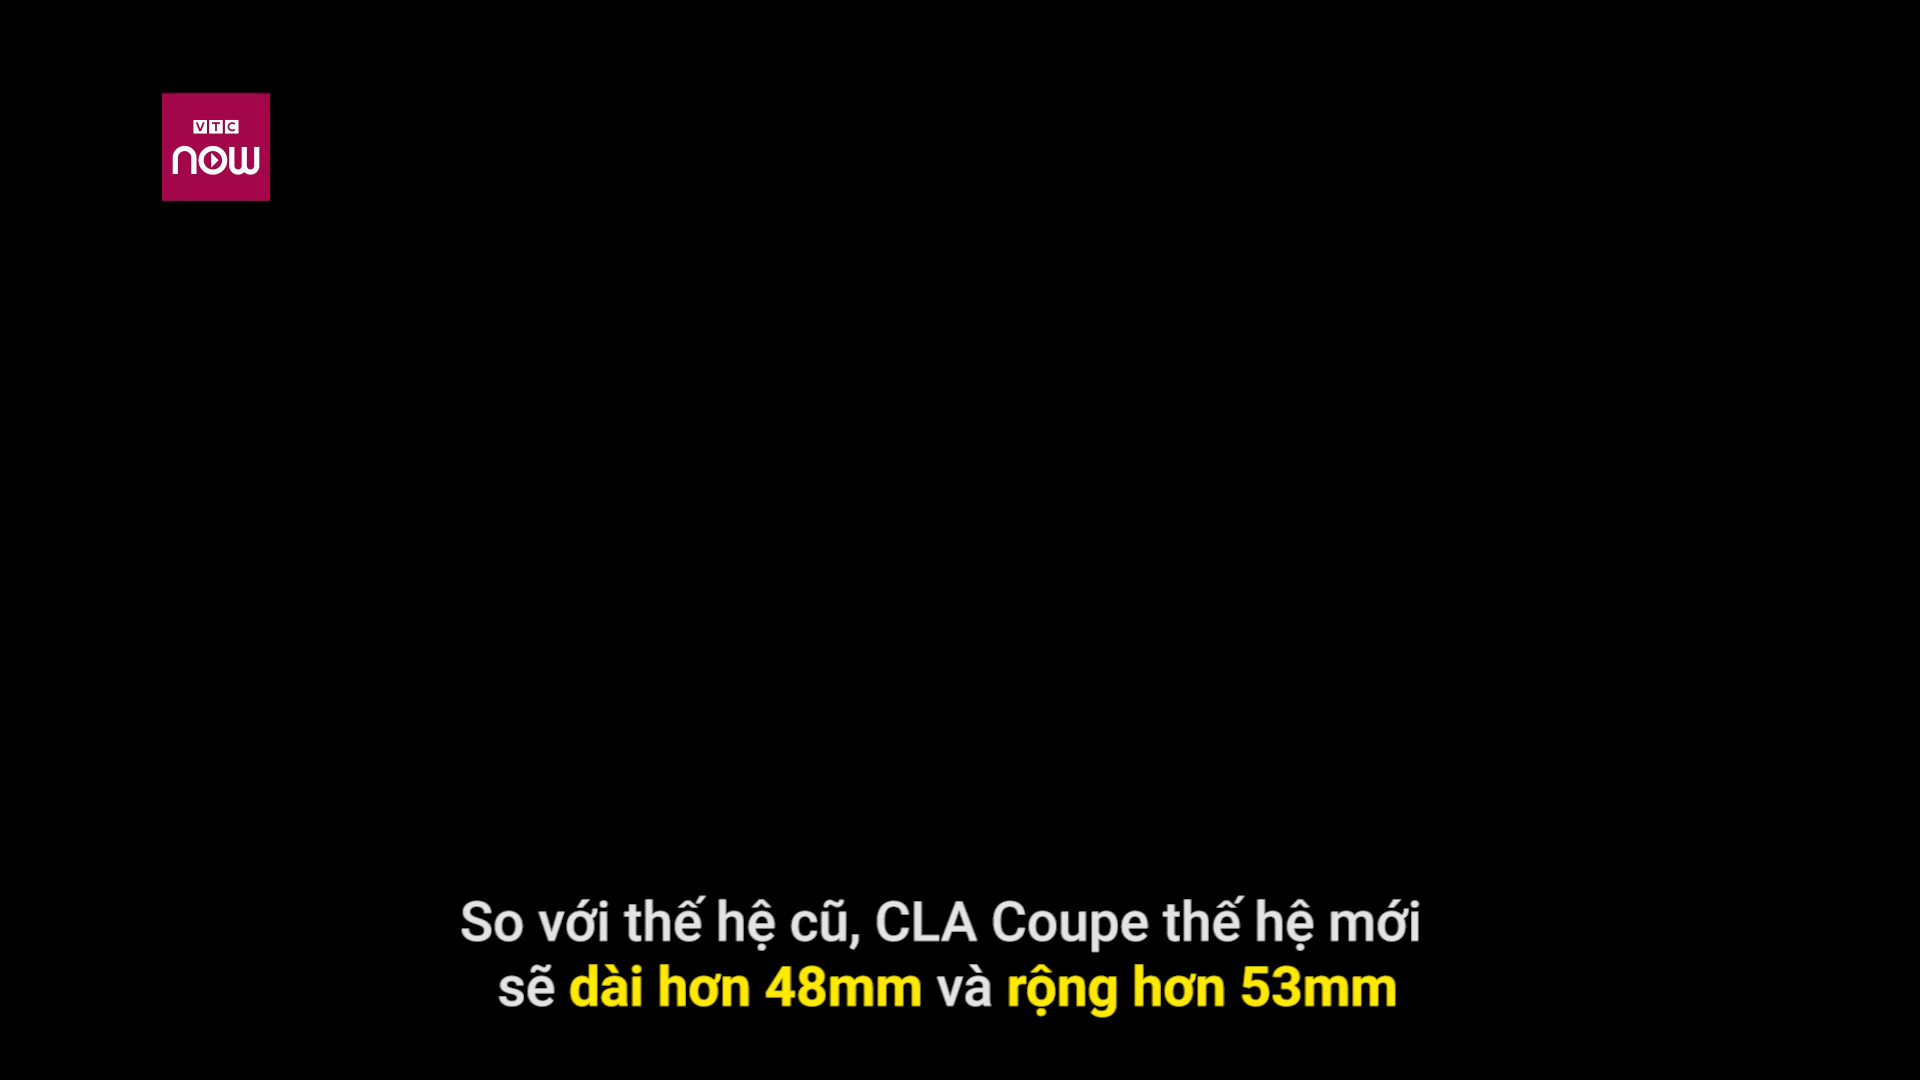 VTC
now
So với thế hệ cũ, CLA Coupe thế hệ mới
sẽ dài hơn 48mm và rộng hơn 53mm